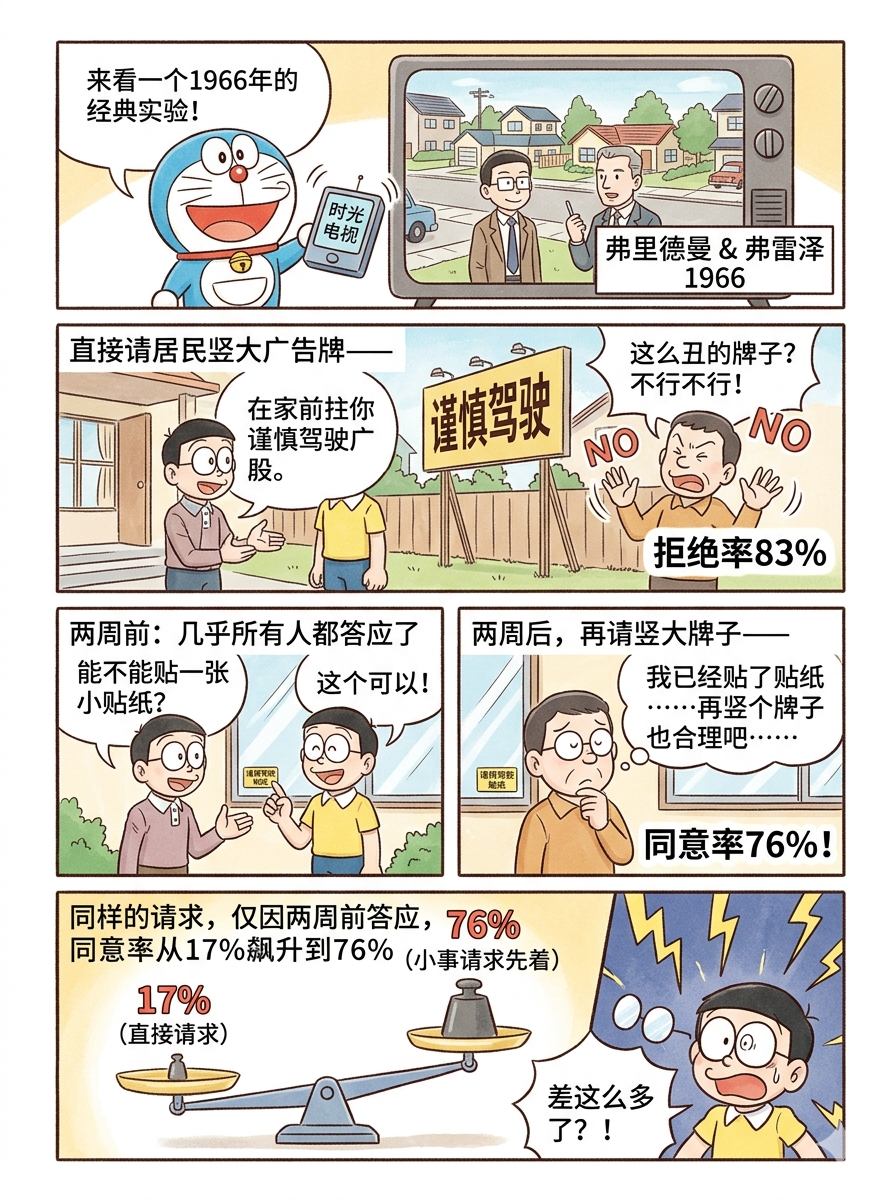 来看一个1966年的
经典实验！
时光
电视
弗里德曼 & 弗雷泽
1966
直接请居民竖大广告牌——
在家前拄你
谨慎驾驶广
股。
谨慎驾驶
这么丑的牌子？
不行不行！
NO
NO
拒绝率83%
两周前：几乎所有人都答应了
能不能贴一张
小贴纸？
这个可以！
两周后，再请竖大牌子——
我已经贴了贴纸
……再竖个牌子
也合理吧……
同意率76%！
同样的请求，仅因两周前答应，
同意率从17%飙升到76%
76%
（小事请求先着）
17%
（直接请求）
差这么多
了？！